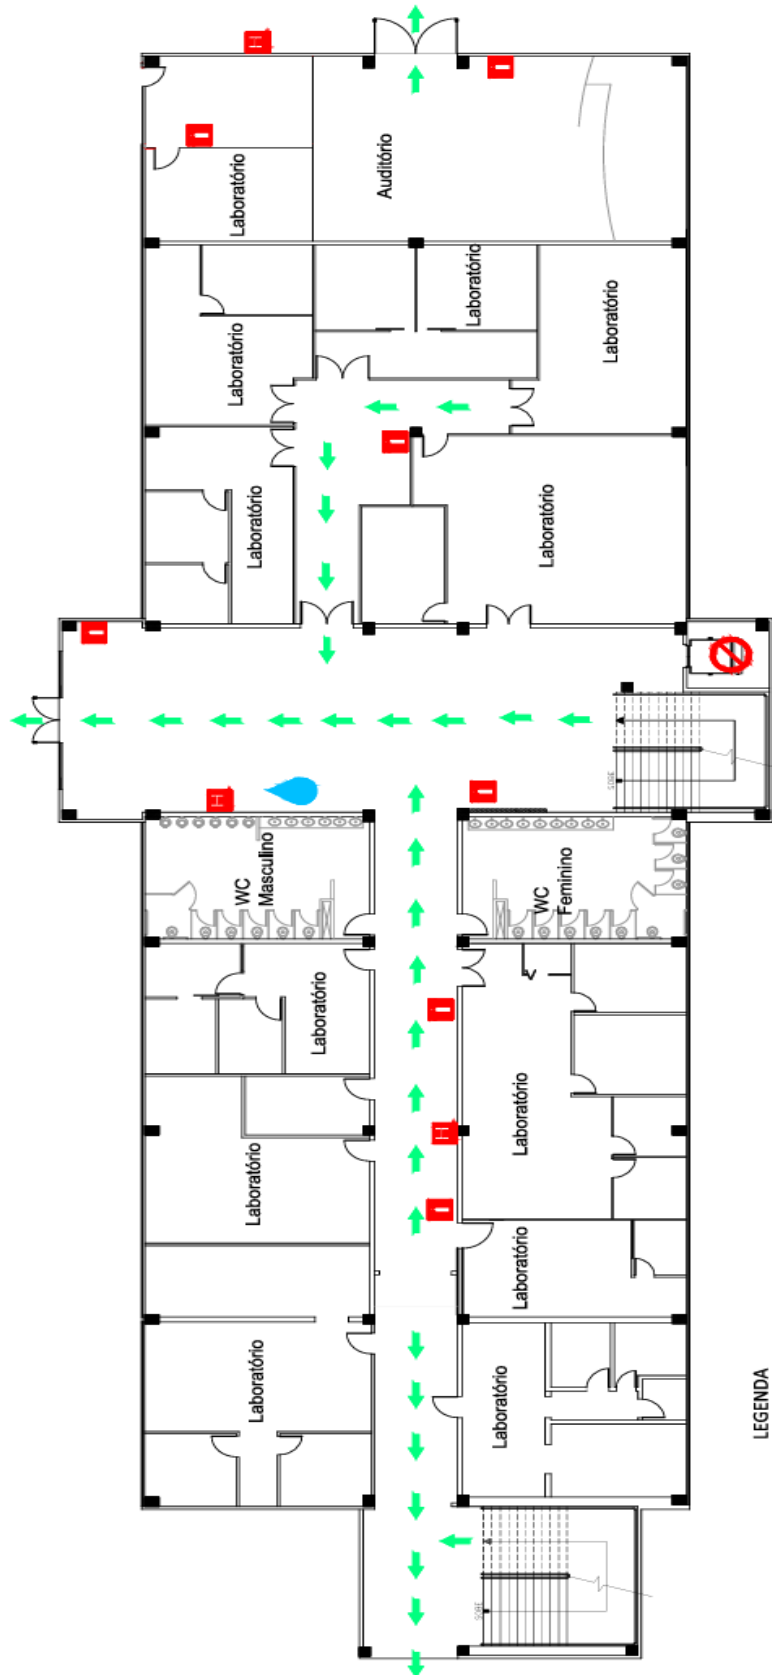 H
Laboratório
Auditório
Laboratório
Laboratório
Laboratório
Laboratório
Laboratório
H
WC
Masculino
WC
Feminino
Laboratório
H
Laboratório
Laboratório
Laboratório
Laboratório
Laboratório
LEGENDA